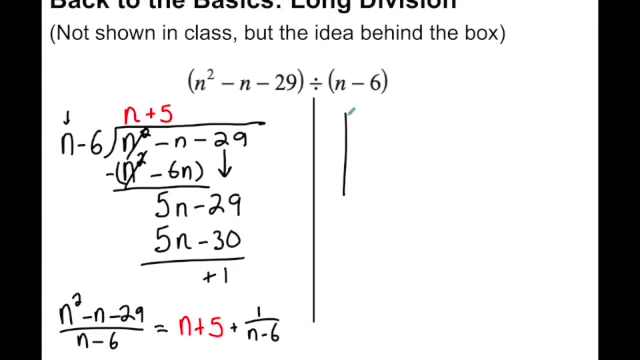 Back to the Basics: Long Division
(Not shown in class, but the idea behind the box)
(n² − n − 29) ÷ (n − 6)
n + 5
n − 6 n² − n − 29
−(n² − 6n)
5n − 29
5n − 30
+1
n² − n − 29 / n − 6 = n + 5 + 1 / n − 6